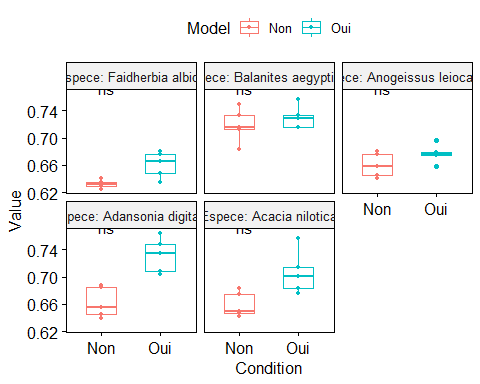 Model Non Oui
spece: Faidherbia albic
ece: Balanites aegypti
ece: Anogeissus leioca
ns
ns
ns
0.74
0.70
0.66
0.62
Non Oui
Value
pece: Adansonia digita
Espece: Acacia nilotica
ns
ns
0.74
0.70
0.66
0.62
Non Oui
Non Oui
Condition